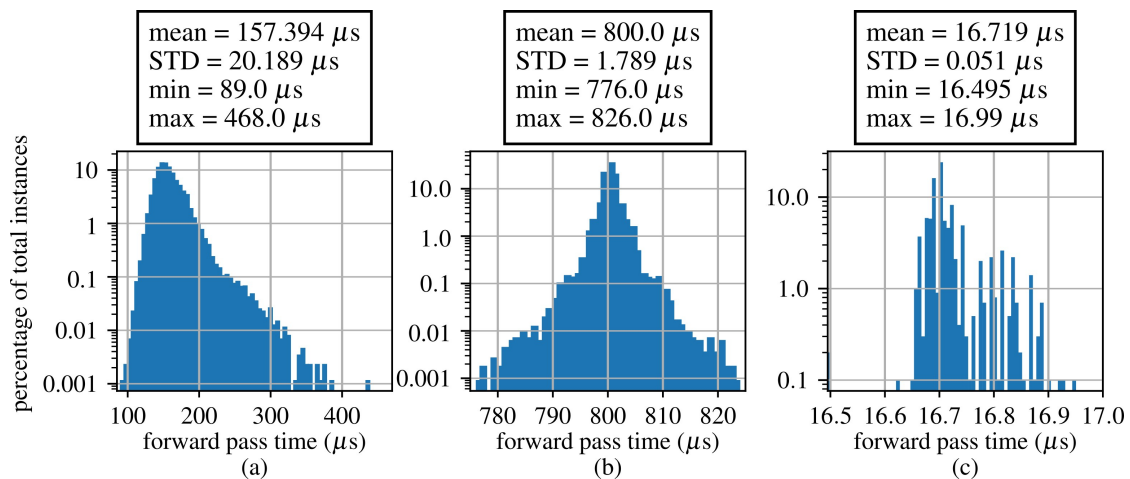 mean = 157.394 μs
STD = 20.189 μs
min = 89.0 μs
max = 468.0 μs
mean = 800.0 μs
STD = 1.789 μs
min = 776.0 μs
max = 826.0 μs
mean = 16.719 μs
STD = 0.051 μs
min = 16.495 μs
max = 16.99 μs
percentage of total instances
10
1
0.1
0.01
0.001
100 200 300 400
forward pass time (μs)
(a)
10.0
1.0
0.1
0.01
0.001
780 790 800 810 820
forward pass time (μs)
(b)
10.0
1.0
0.1
16.5 16.6 16.7 16.8 16.9 17.0
forward pass time (μs)
(c)